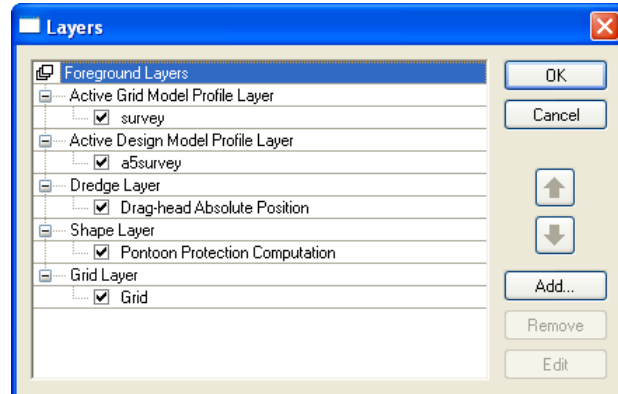 Layers
Foreground Layers
OK
Active Grid Model Profile Layer
survey
Cancel
Active Design Model Profile Layer
a5survey
Dredge Layer
Drag-head Absolute Position
Shape Layer
Pontoon Protection Computation
Grid Layer
Add...
Grid
Remove
Edit